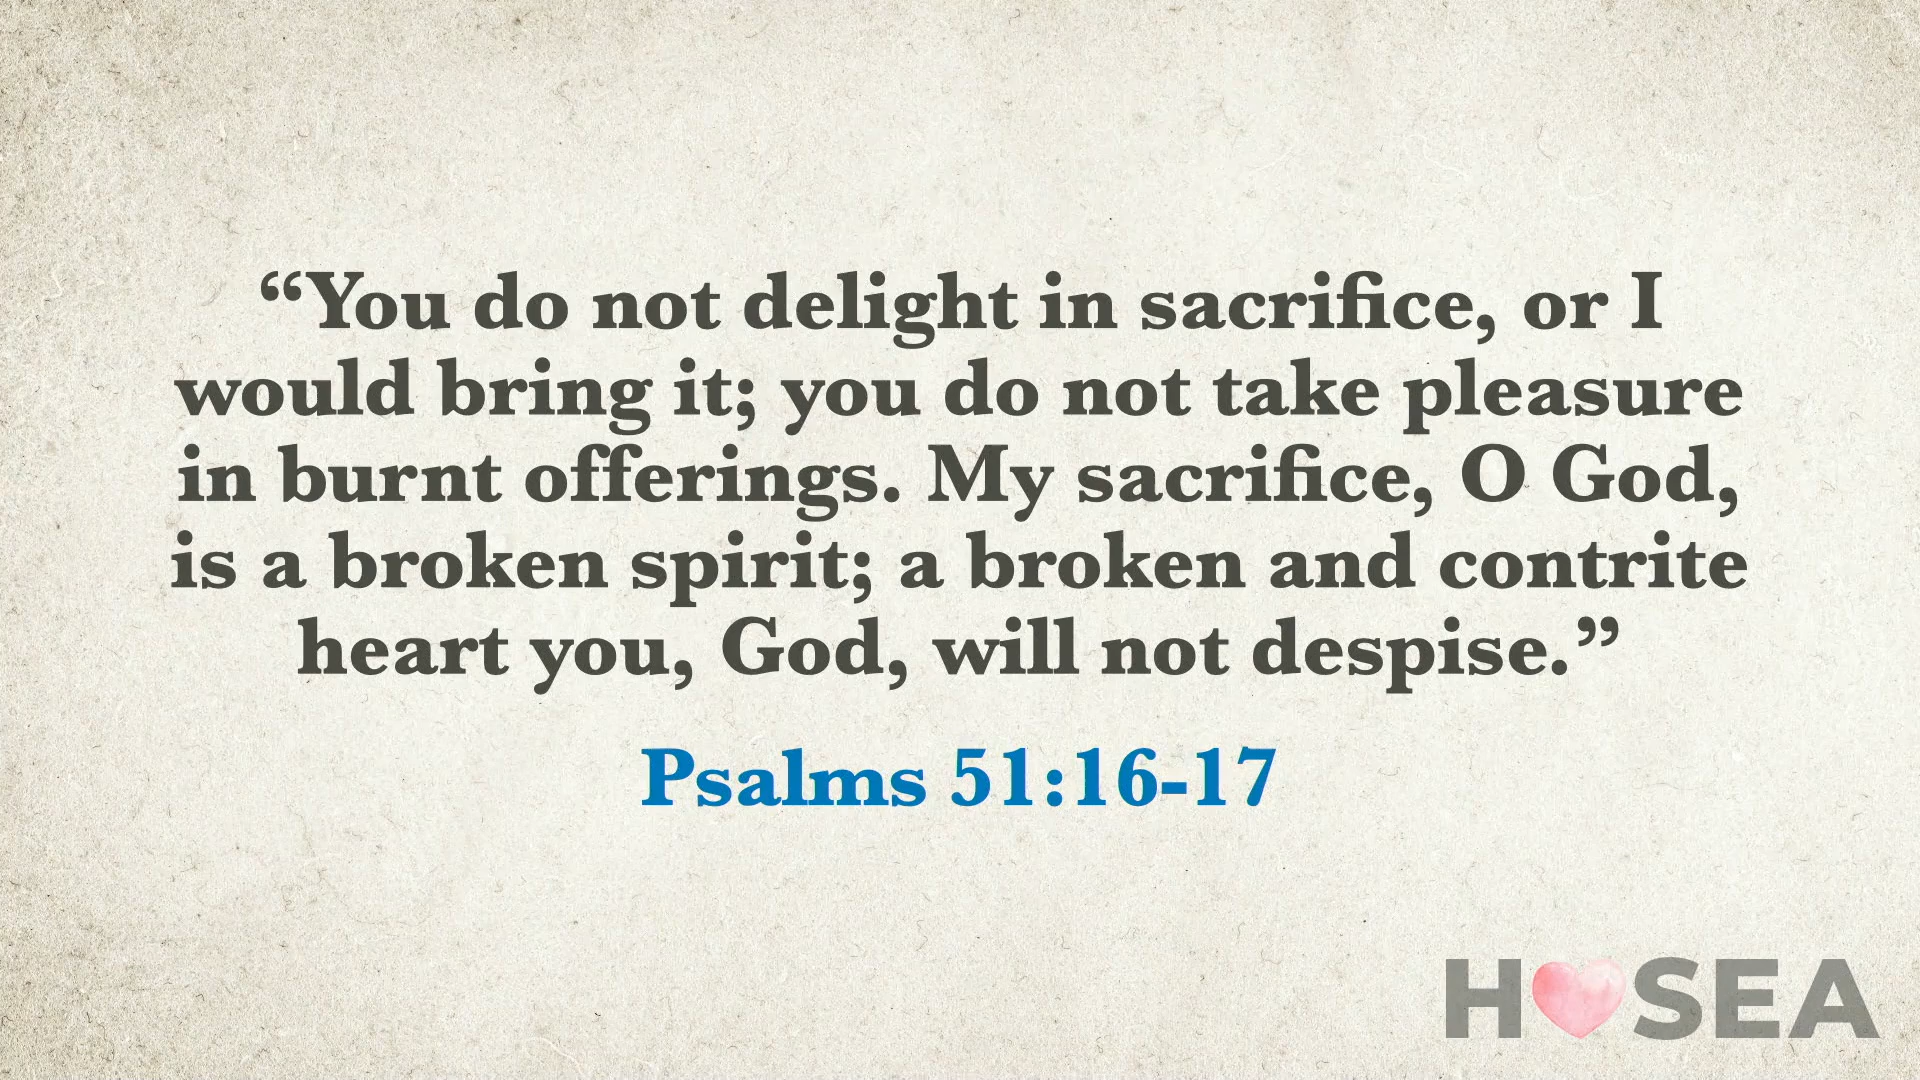 “You do not delight in sacrifice, or I
would bring it; you do not take pleasure
in burnt offerings. My sacrifice, O God,
is a broken spirit; a broken and contrite
heart you, God, will not despise.”
Psalms 51:16-17
HOSEA